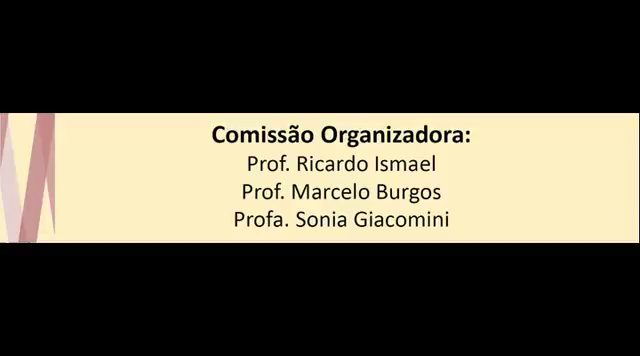 Comissão Organizadora:
Prof. Ricardo Ismael
Prof. Marcelo Burgos
Profa. Sonia Giacomini